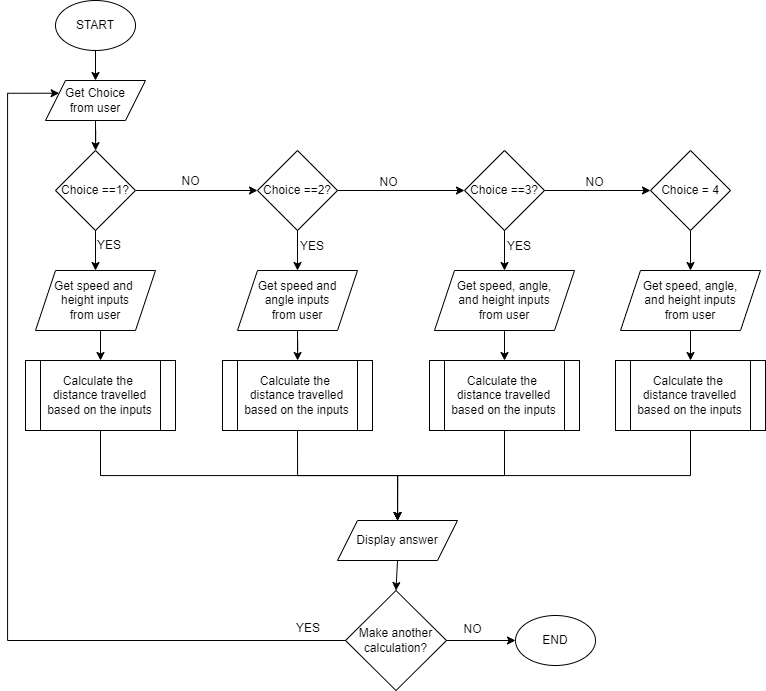 START
Get Choice
from user
Choice ==1?
NO
Choice ==2?
NO
Choice ==3?
NO
Choice = 4
YES
YES
YES
Get speed and
height inputs
from user
Get speed and
angle inputs
from user
Get speed, angle,
and height inputs
from user
Get speed, angle,
and height inputs
from user
Calculate the
distance travelled
based on the inputs
Calculate the
distance travelled
based on the inputs
Calculate the
distance travelled
based on the inputs
Calculate the
distance travelled
based on the inputs
Display answer
YES
Make another
calculation?
NO
END